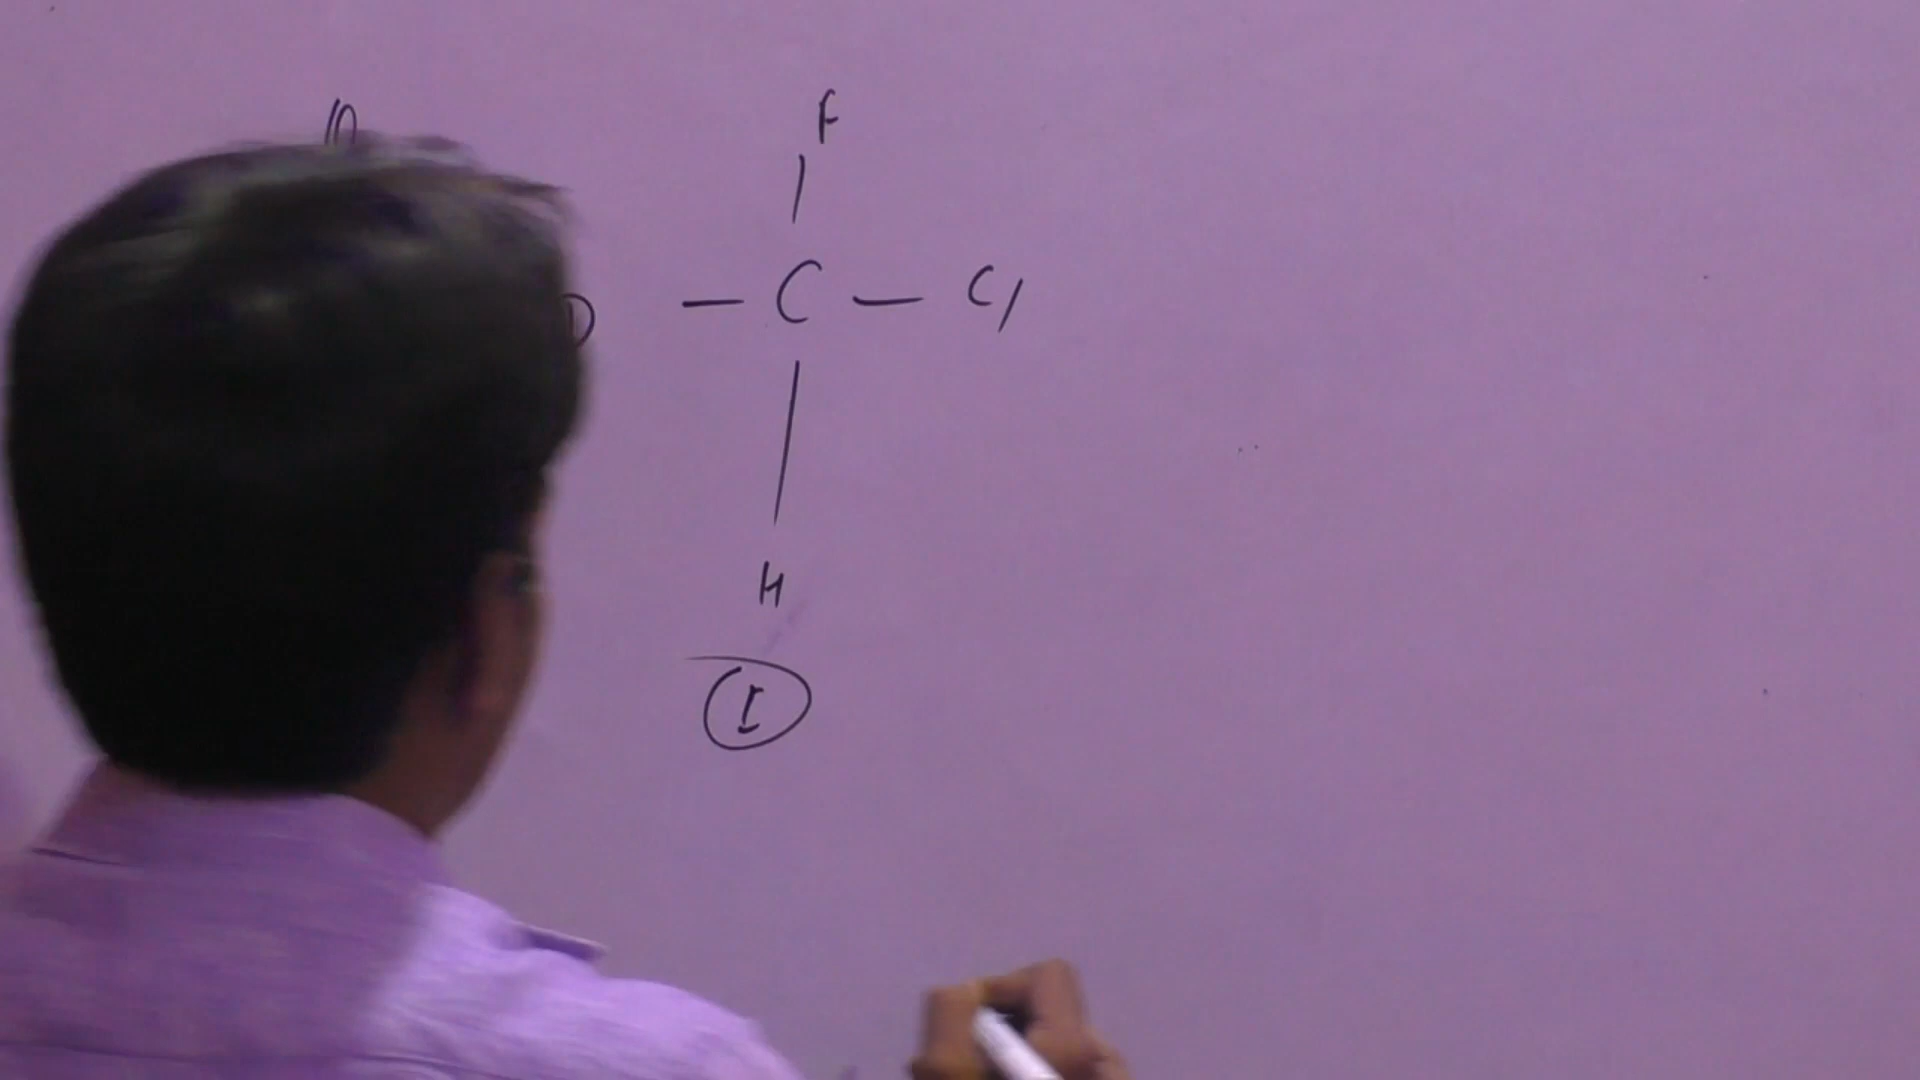 F
D — C — Cl
H
I